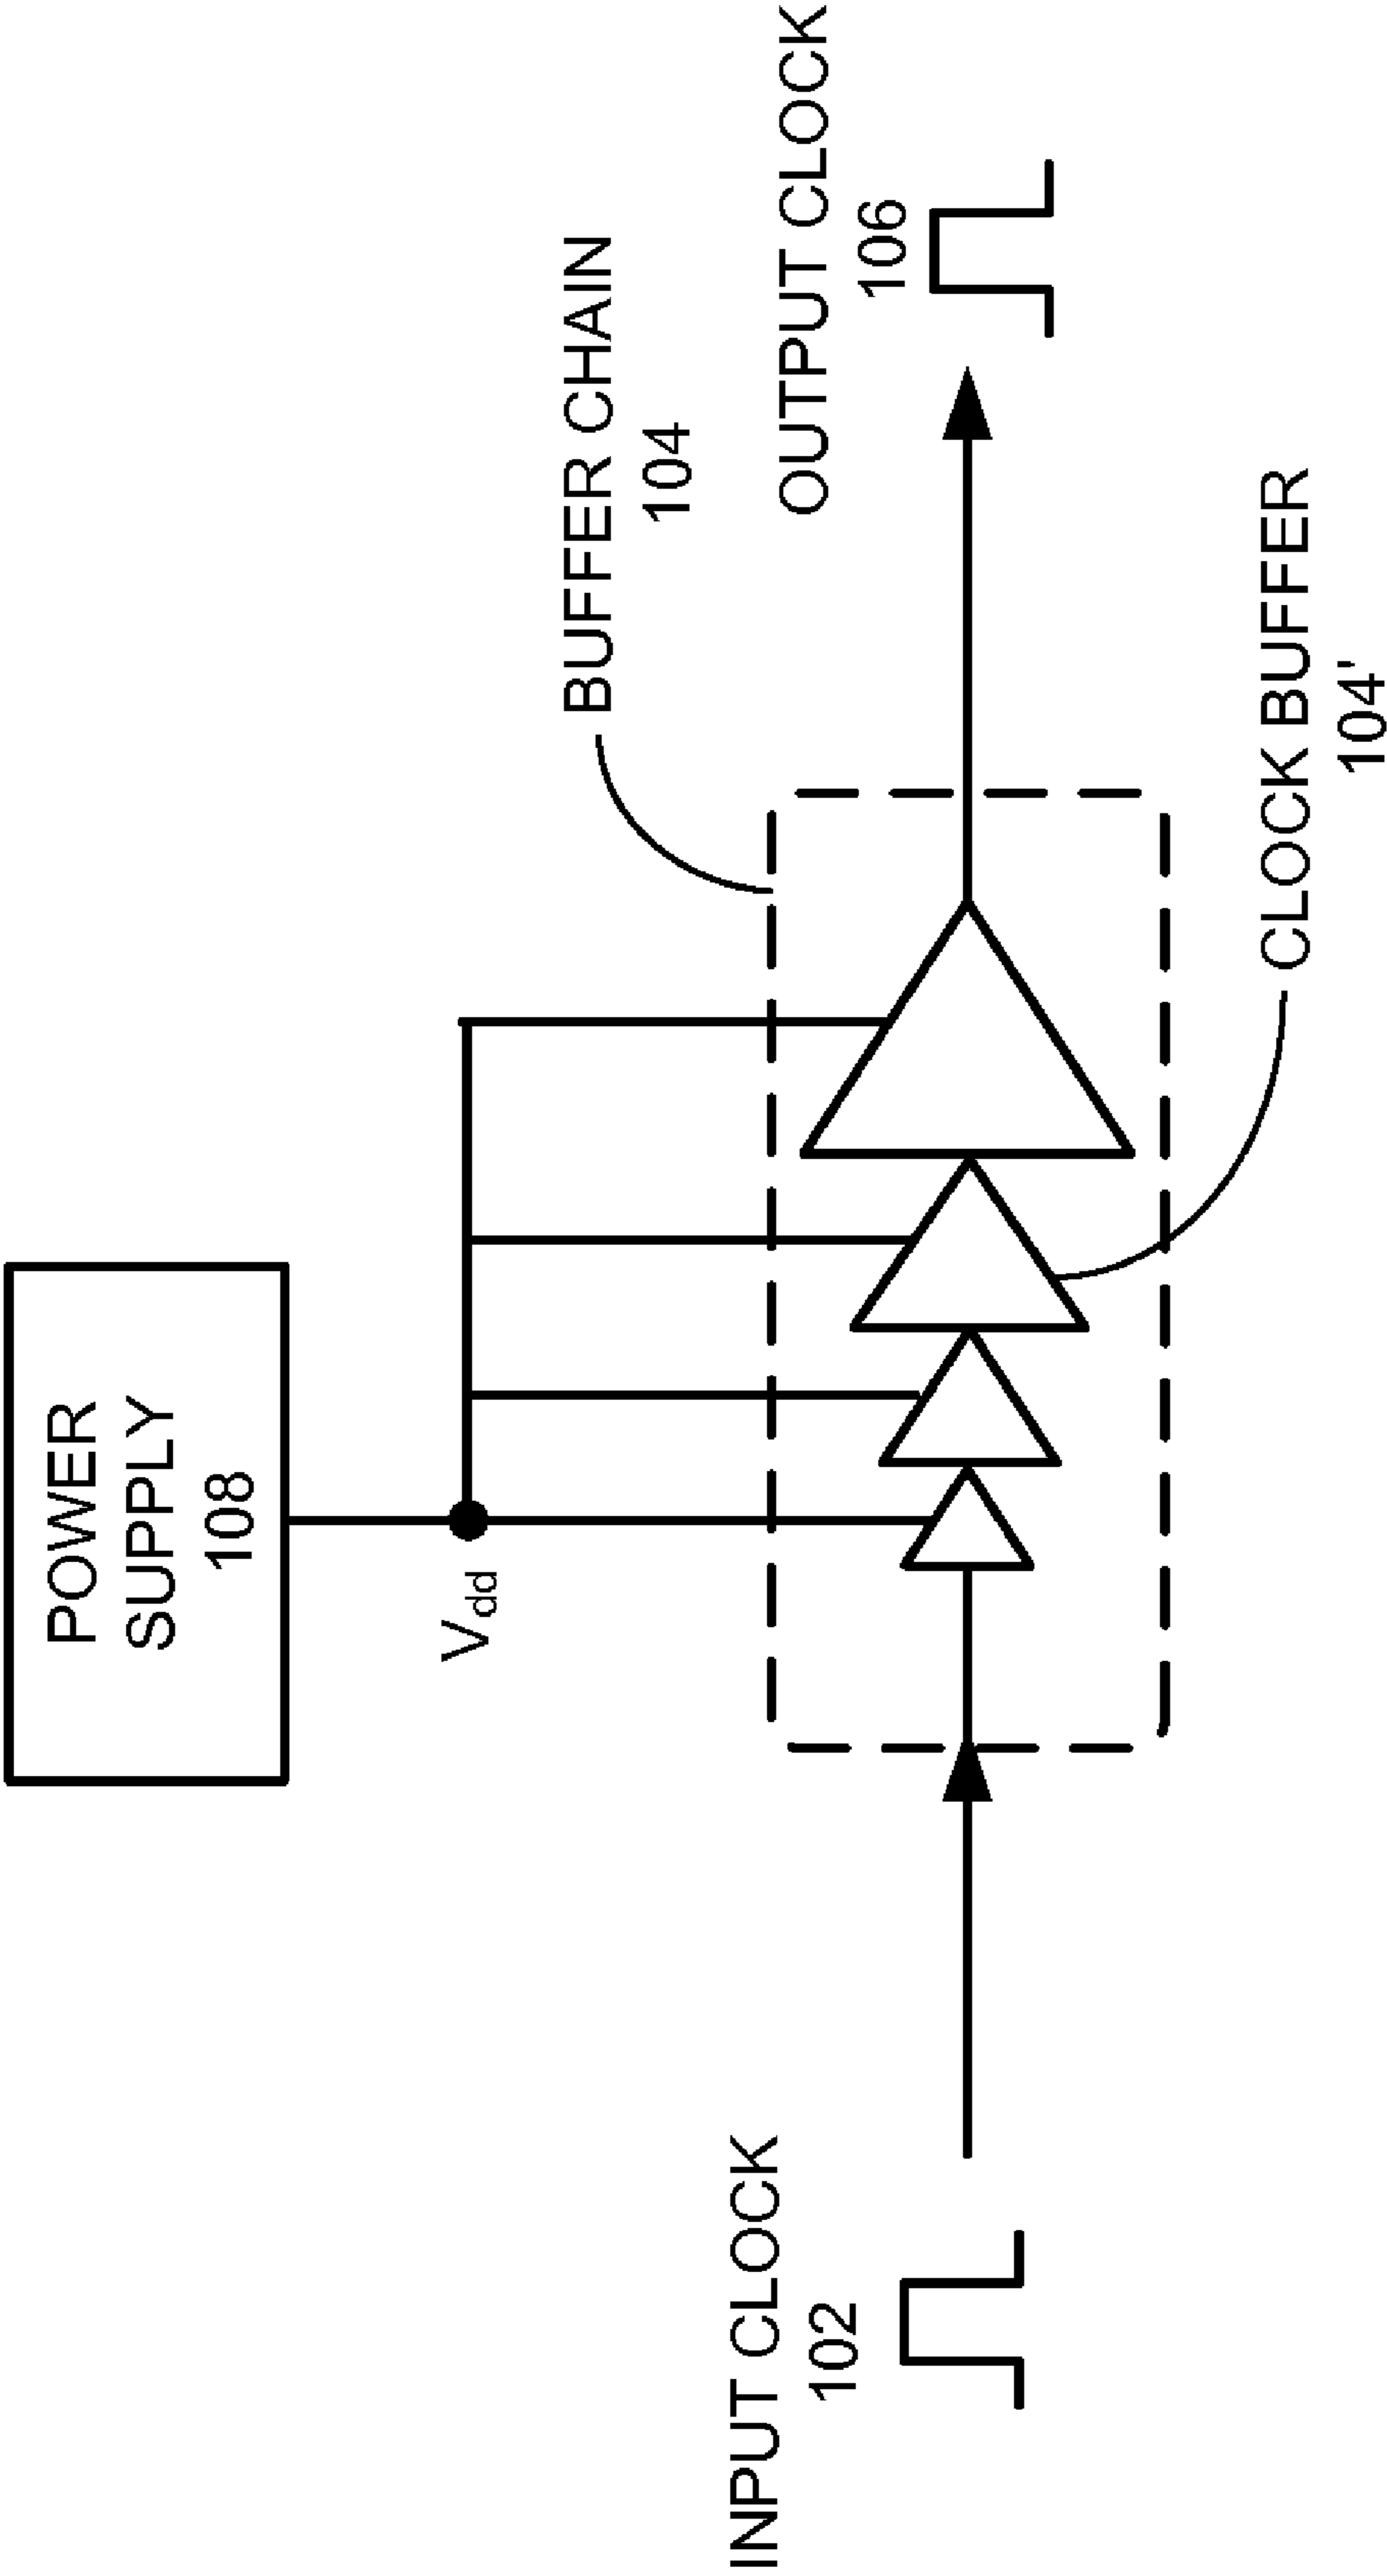 POWER
SUPPLY
108
Vdd
BUFFER CHAIN
104
INPUT CLOCK
102
OUTPUT CLOCK
106
CLOCK BUFFER
104'